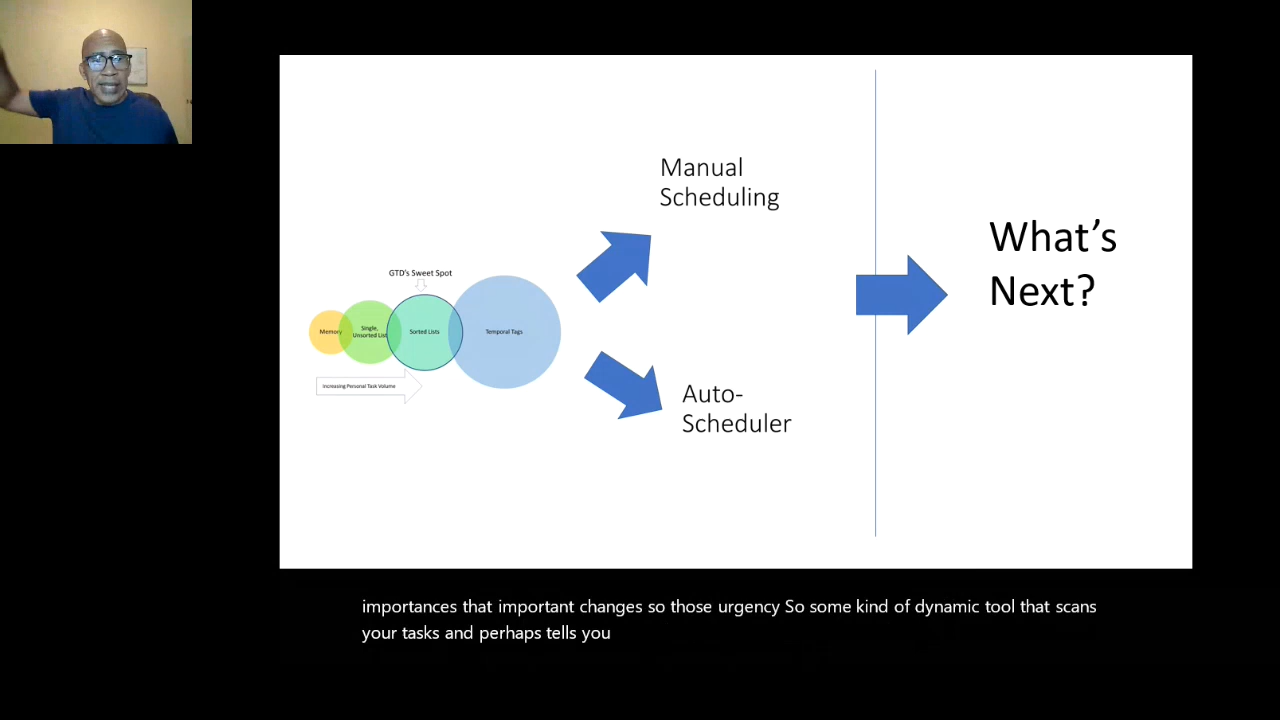 Manual
Scheduling
What's
Next?
GTD's Sweet Spot
Memory
Single,
Unsorted List
Sorted Lists
Temporal Tags
Increasing Personal Task Volume
Auto-
Scheduler
importances that important changes so those urgency So some kind of dynamic tool that scans
your tasks and perhaps tells you